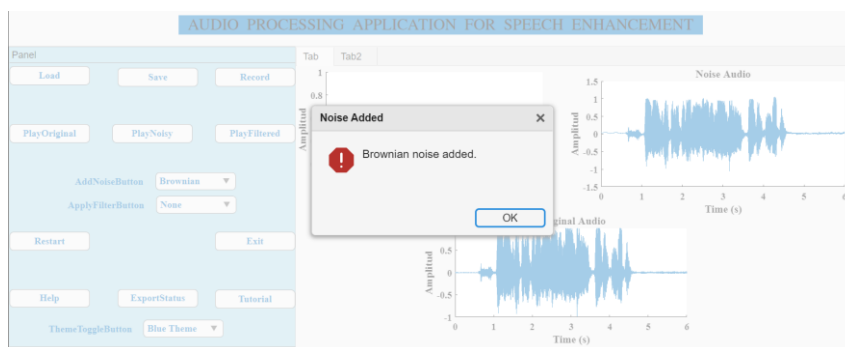 AUDIO PROCESSING APPLICATION FOR SPEECH ENHANCEMENT
Panel
Load Save Record
PlayOriginal PlayNoisy PlayFiltered
AddNoiseButton Brownian
ApplyFilterButton None
Restart Exit
Help ExportStatus Tutorial
ThemeToggleButton Blue Theme
Tab Tab2
1
0.8
Amplitud
Noise Added
Brownian noise added.
OK
Noise Audio
1.5
1
0.5
0
-0.5
-1
-1.5
Amplitud
0 1 2 3 4 5 6
Time (s)
ginal Audio
0.5
0
-0.5
-1
Amplitud
0 1 2 3 4 5 6
Time (s)